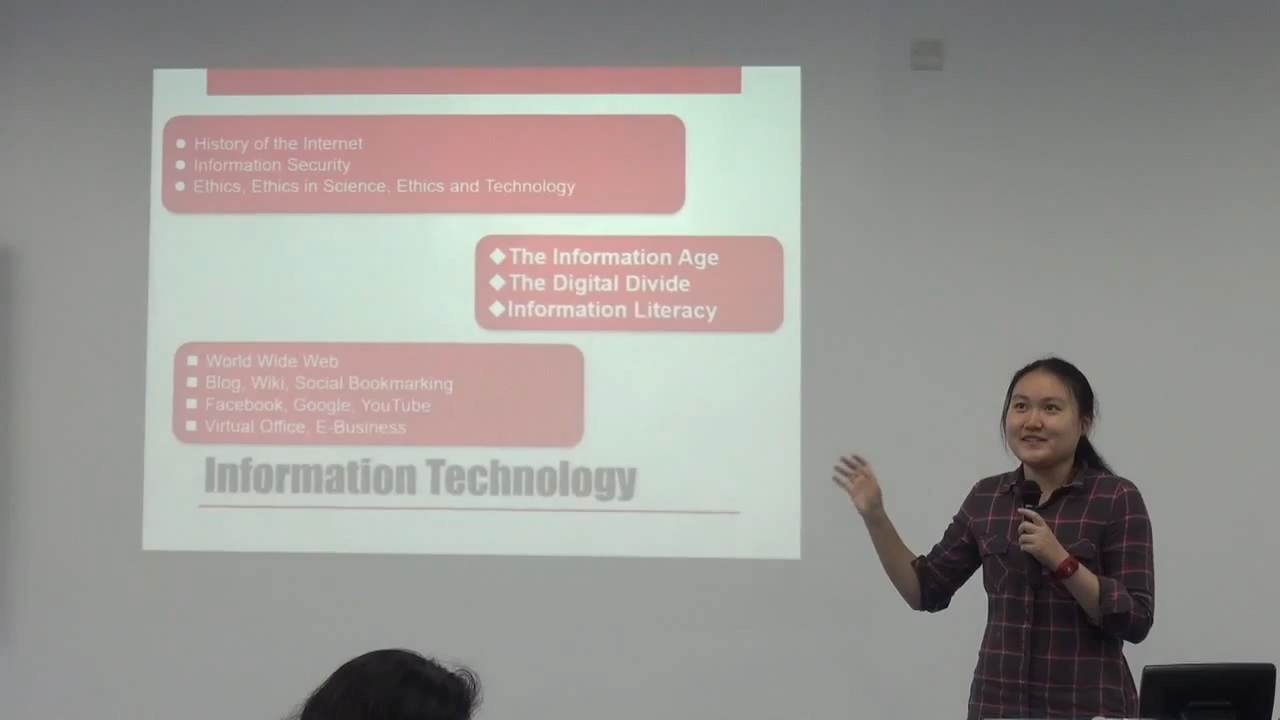 ● History of the Internet
● Information Security
● Ethics, Ethics in Science, Ethics and Technology
◆The Information Age
◆The Digital Divide
◆Information Literacy
■ World Wide Web
■ Blog, Wiki, Social Bookmarking
■ Facebook, Google, YouTube
■ Virtual Office, E-Business
Information Technology